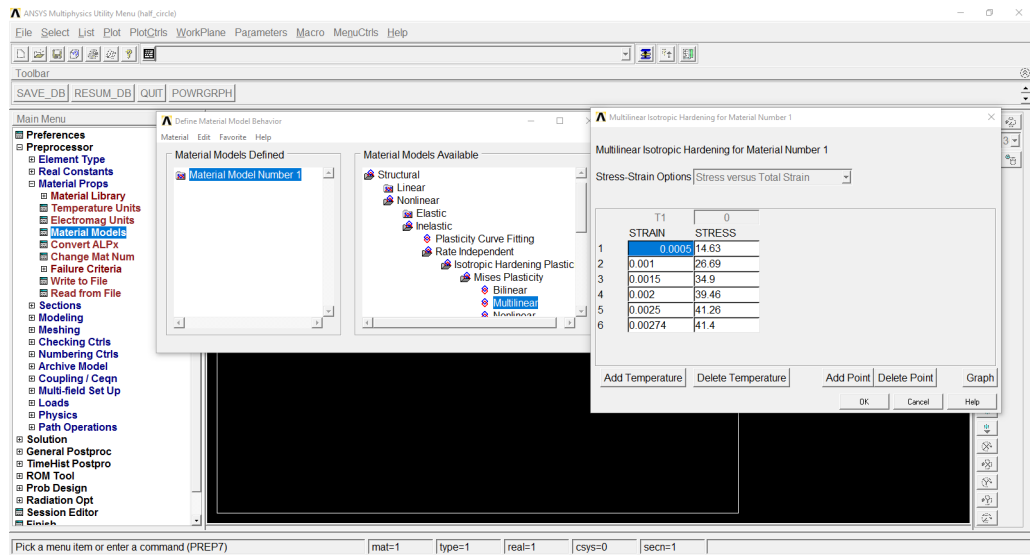 ANSYS Multiphysics Utility Menu (half_circle)
File Select List Plot PlotCtrls WorkPlane Parameters Macro MenuCtrls Help
Toolbar
SAVE_DB RESUM_DB QUIT POWRGRPH
Main Menu
Preferences
Preprocessor
Element Type
Real Constants
Material Props
Material Library
Temperature Units
Electromag Units
Material Models
Convert ALPx
Change Mat Num
Failure Criteria
Write to File
Read from File
Sections
Modeling
Meshing
Checking Ctrls
Numbering Ctrls
Archive Model
Coupling / Ceqn
Multi-field Set Up
Loads
Physics
Path Operations
Solution
General Postproc
TimeHist Postpro
ROM Tool
Prob Design
Radiation Opt
Session Editor
Finish
Define Material Model Behavior
Material Edit Favorite Help
Material Models Defined
Material Model Number 1
Material Models Available
Structural
Linear
Nonlinear
Elastic
Inelastic
Plasticity Curve Fitting
Rate Independent
Isotropic Hardening Plastic
Mises Plasticity
Bilinear
Multilinear
Nonlinear
Multilinear Isotropic Hardening for Material Number 1
Multilinear Isotropic Hardening for Material Number 1
Stress-Strain Options Stress versus Total Strain
T1 0
STRAIN STRESS
1 0.0005 14.63
2 0.001 26.69
3 0.0015 34.9
4 0.002 39.46
5 0.0025 41.26
6 0.00274 41.4
Add Temperature Delete Temperature Add Point Delete Point Graph
OK Cancel Help
3
Pick a menu item or enter a command (PREP7) mat=1 type=1 real=1 csys=0 secn=1